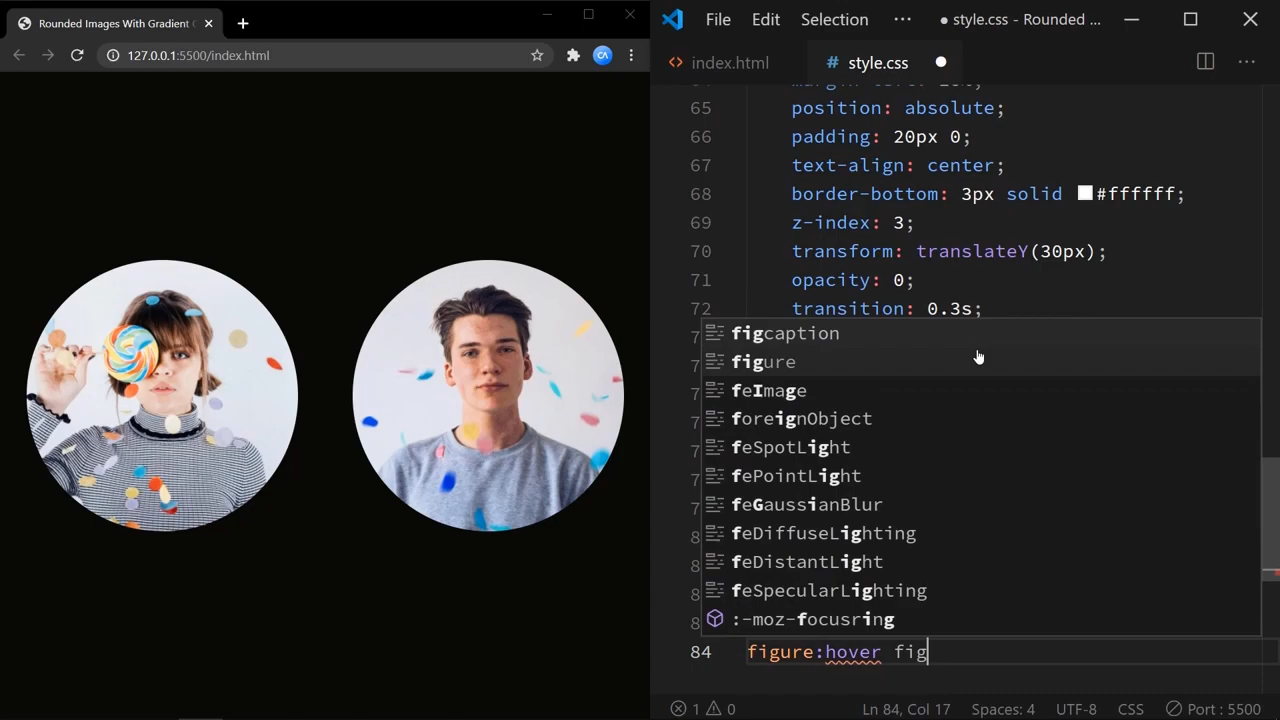 Rounded Images With Gradient
127.0.0.1:5500/index.html
File Edit Selection ··· ● style.css - Rounded ...
<> index.html # style.css ●
65 position: absolute;
66 padding: 20px 0;
67 text-align: center;
68 border-bottom: 3px solid #ffffff;
69 z-index: 3;
70 transform: translateY(30px);
71 opacity: 0;
72 transition: 0.3s;
figcaption
figure
feImage
foreignObject
feSpotLight
fePointLight
feGaussianBlur
feDiffuseLighting
feDistantLight
feSpecularLighting
:-moz-focusring
84 figure:hover fig
1 0 Ln 84, Col 17 Spaces: 4 UTF-8 CSS Port : 5500